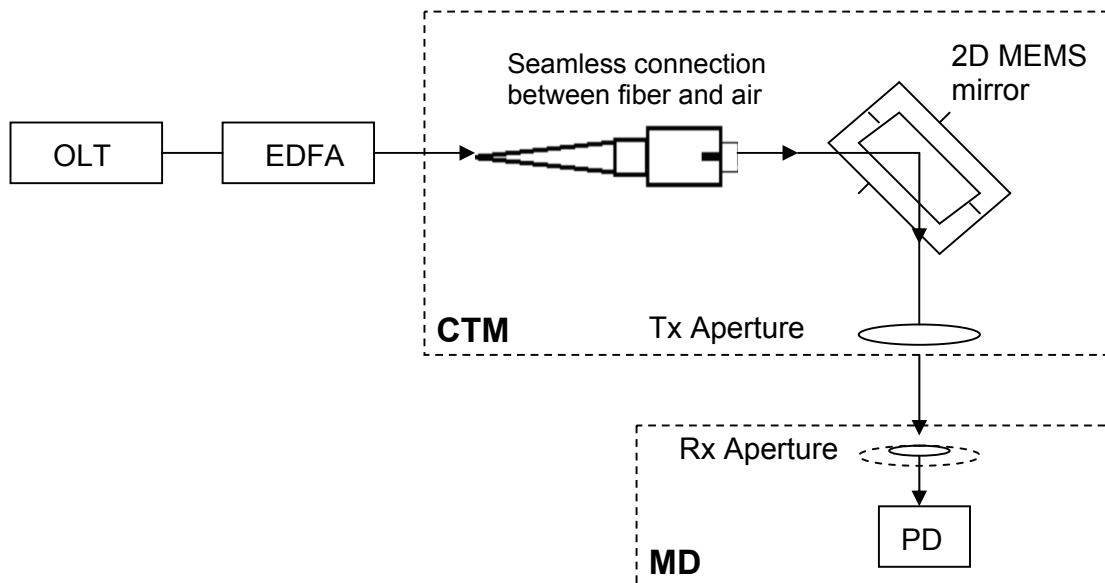 2D MEMS
mirror
Seamless connection
between fiber and air
OLT
EDFA
CTM
Tx Aperture
Rx Aperture
PD
MD